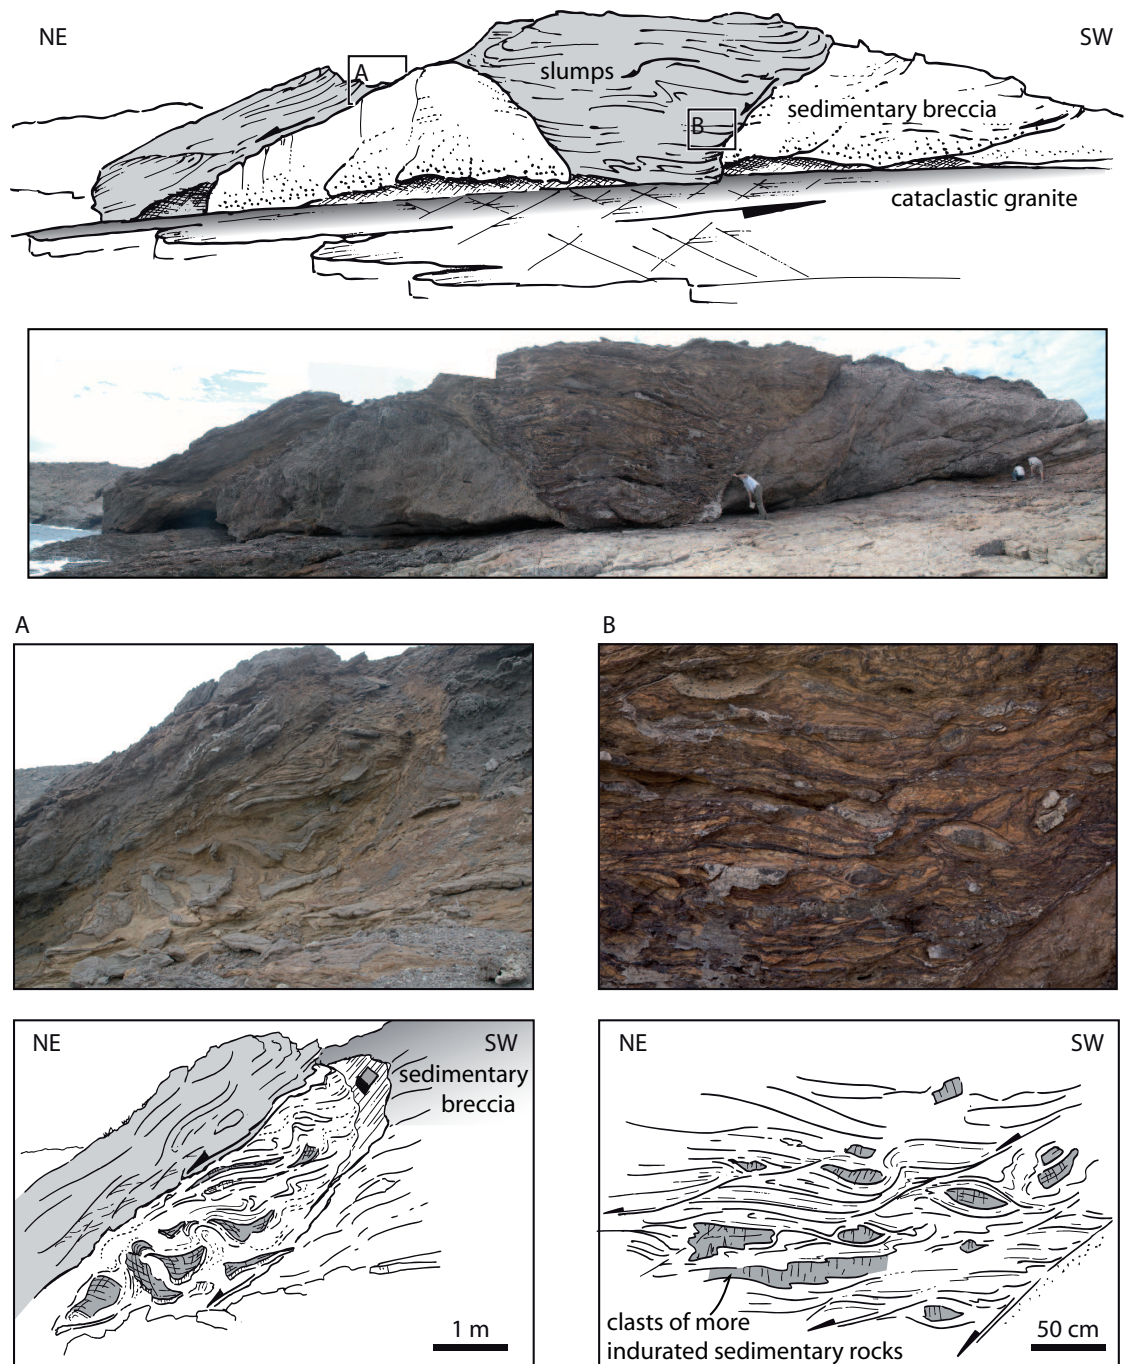 NE
SW
A
slumps
B
sedimentary breccia
cataclastic granite
A
B
NE
SW
sedimentary
breccia
1 m
NE
SW
clasts of more
indurated sedimentary rocks
50 cm